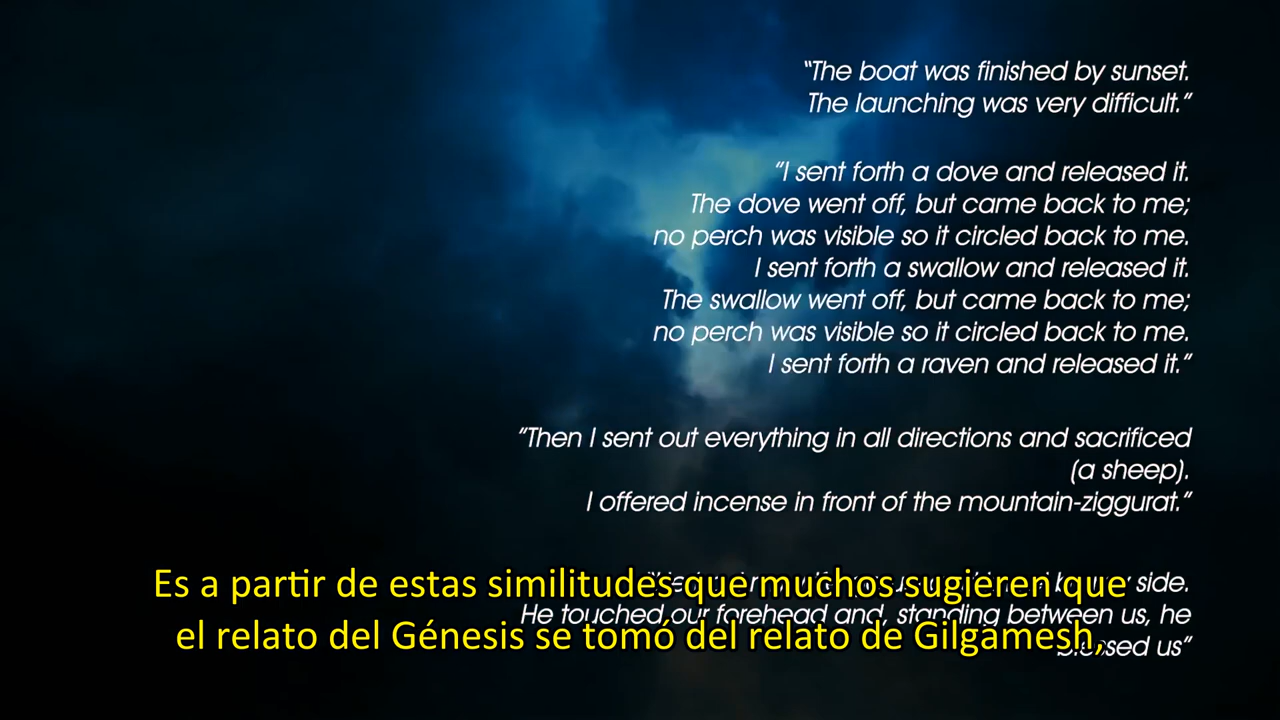 “The boat was finished by sunset.
The launching was very difficult.”
“I sent forth a dove and released it.
The dove went off, but came back to me;
no perch was visible so it circled back to me.
I sent forth a swallow and released it.
The swallow went off, but came back to me;
no perch was visible so it circled back to me.
I sent forth a raven and released it.”
“Then I sent out everything in all directions and sacrificed
(a sheep).
I offered incense in front of the mountain-ziggurat.”
side.
He touched our forehead and, standing between us, he
blessed us”
Es a partir de estas similitudes que muchos sugieren que
el relato del Génesis se tomó del relato de Gilgamesh,